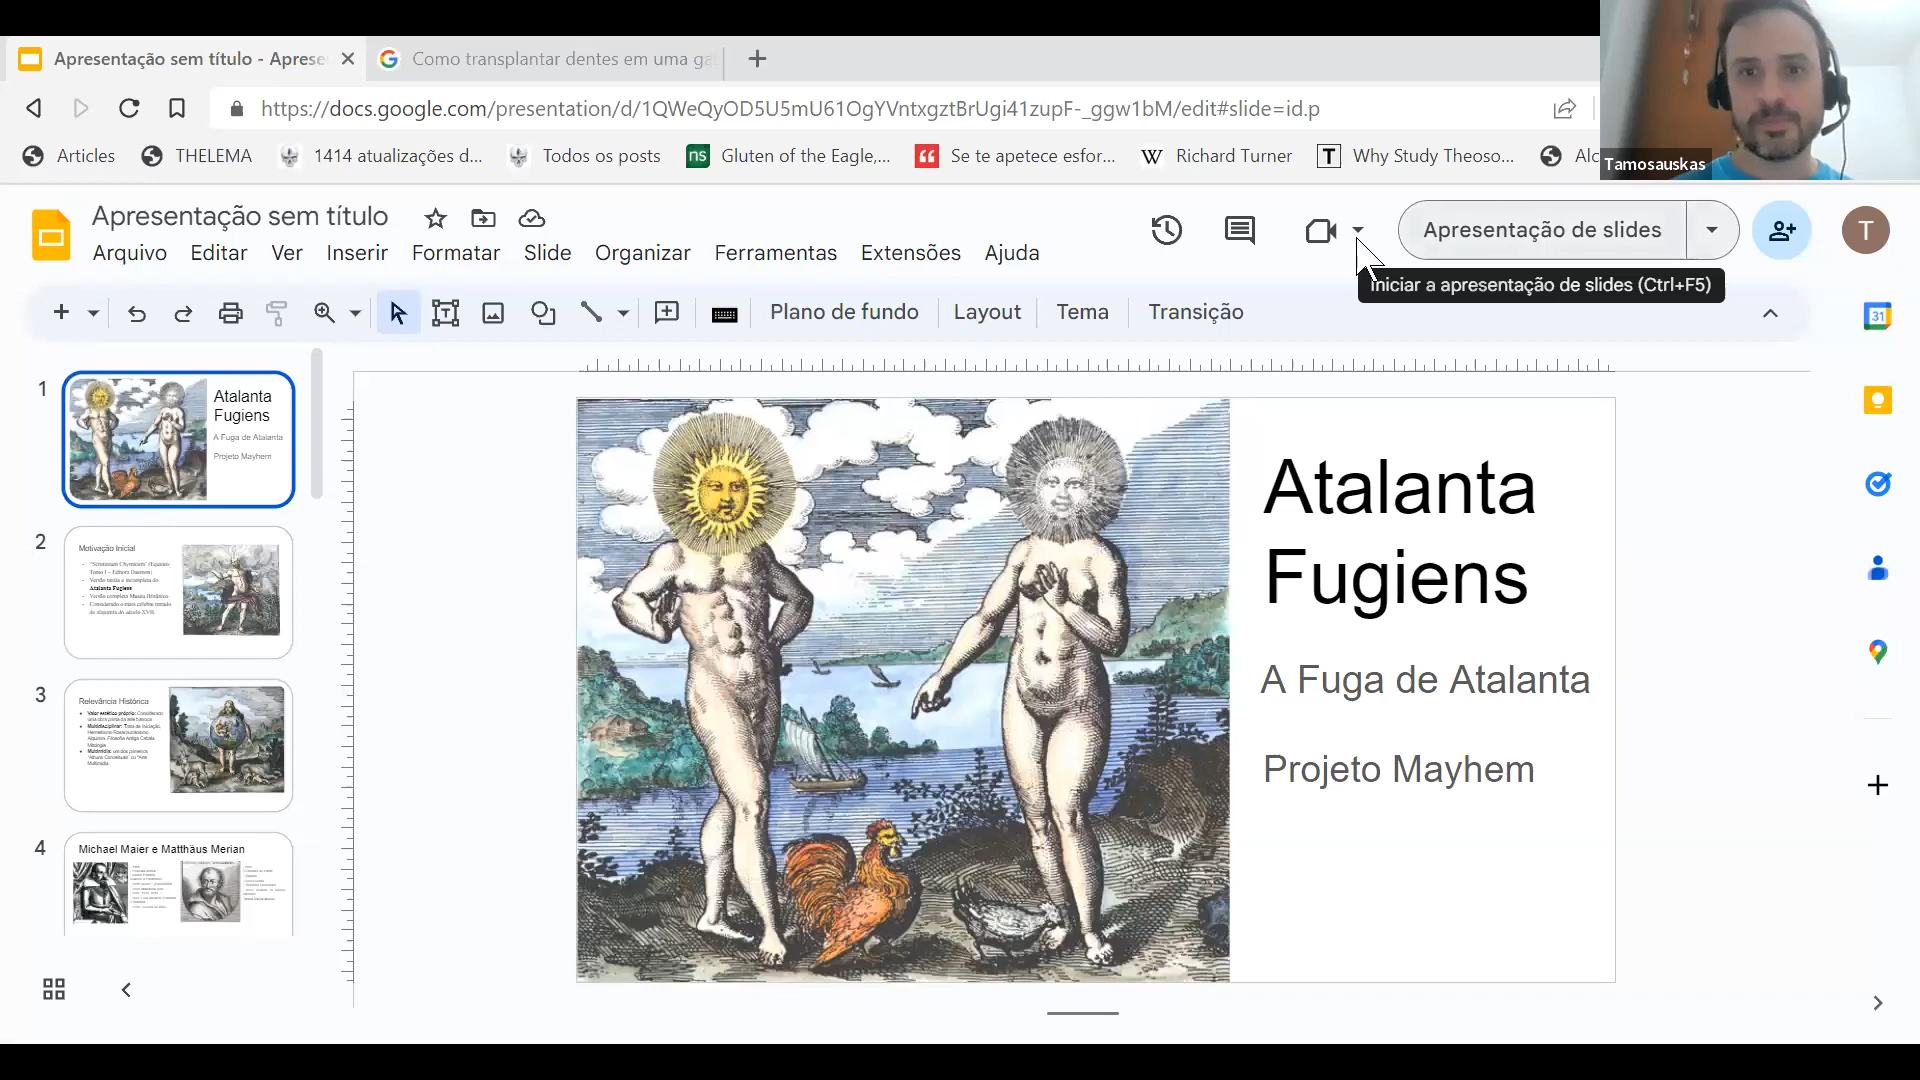 Apresentação sem título - Aprese
Como transplantar dentes em uma ga
https://docs.google.com/presentation/d/1QWeQyOD5U5mU61OgYVntxgztBrUgi41zupF-_ggw1bM/edit#slide=id.p
Articles THELEMA 1414 atualizações d... Todos os posts ns Gluten of the Eagle,... Se te apetece esfor... W Richard Turner T Why Study Theoso... Alc
Tamosauskas
Apresentação sem título
Arquivo Editar Ver Inserir Formatar Slide Organizar Ferramentas Extensões Ajuda
Apresentação de slides
T
Iniciar a apresentação de slides (Ctrl+F5)
Plano de fundo Layout Tema Transição
31
1
Atalanta
Fugiens
A Fuga de Atalanta
Projeto Mayhem
2
Motivação Inicial
Atalanta Fugiens
3
Relevância Histórica
4
Michael Maier e Matthäus Merian
Atalanta
Fugiens
A Fuga de Atalanta
Projeto Mayhem